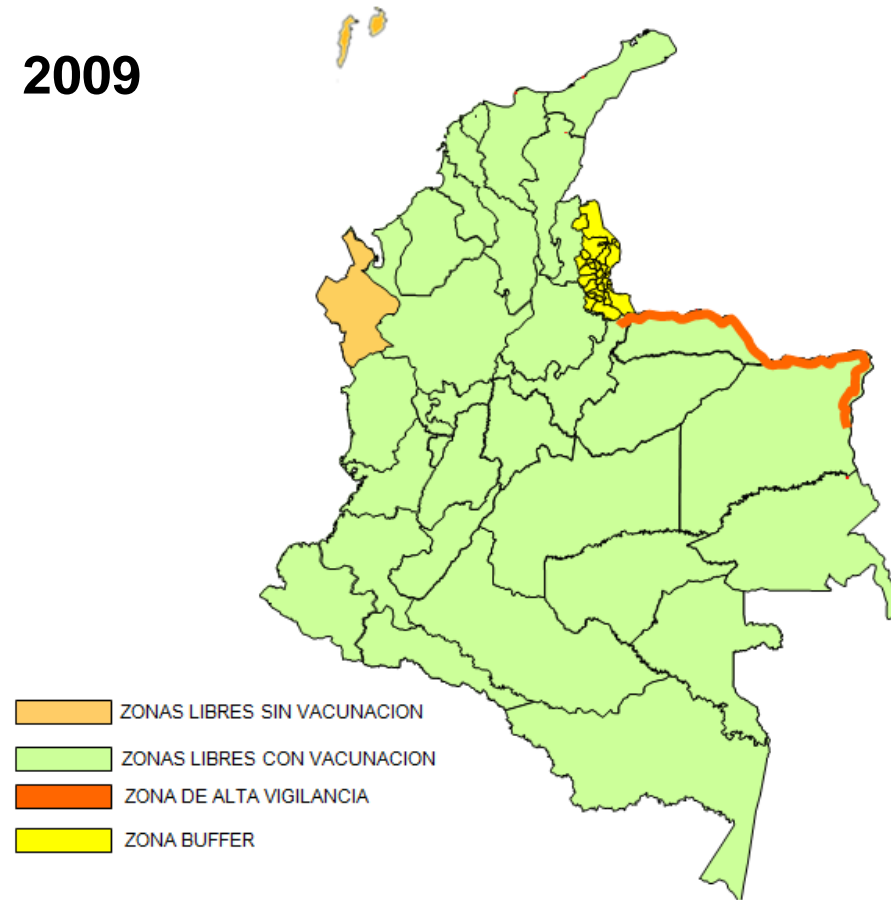 2009
ZONAS LIBRES SIN VACUNACION
ZONAS LIBRES CON VACUNACION
ZONA DE ALTA VIGILANCIA
ZONA BUFFER